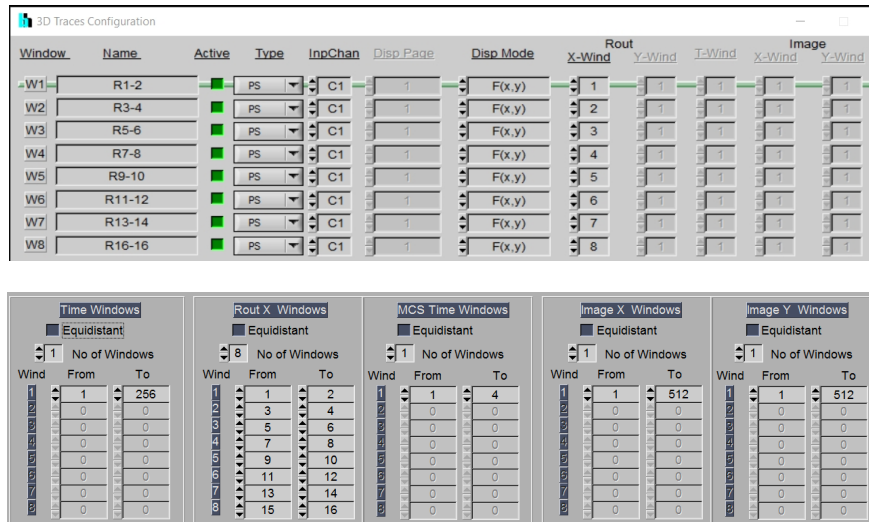 3D Traces Configuration
Rout Image
Window Name Active Type InpChan Disp Page Disp Mode X-Wind Y-Wind T-Wind X-Wind Y-Wind
W1 R1-2 PS C1 1 F(x,y) 1 1 1 1 1
W2 R3-4 PS C1 1 F(x,y) 2 1 1 1 1
W3 R5-6 PS C1 1 F(x,y) 3 1 1 1 1
W4 R7-8 PS C1 1 F(x,y) 4 1 1 1 1
W5 R9-10 PS C1 1 F(x,y) 5 1 1 1 1
W6 R11-12 PS C1 1 F(x,y) 6 1 1 1 1
W7 R13-14 PS C1 1 F(x,y) 7 1 1 1 1
W8 R16-16 PS C1 1 F(x,y) 8 1 1 1 1
Time Windows Rout X Windows MCS Time Windows Image X Windows Image Y Windows
Equidistant Equidistant Equidistant Equidistant Equidistant
1 No of Windows 8 No of Windows 1 No of Windows 1 No of Windows 1 No of Windows
Wind From To Wind From To Wind From To Wind From To Wind From To
1 1 256 1 1 2 1 1 4 1 1 512 1 1 512
2 0 0 2 3 4 2 0 0 2 0 0 2 0 0
3 0 0 3 5 6 3 0 0 3 0 0 3 0 0
4 0 0 4 7 8 4 0 0 4 0 0 4 0 0
5 0 0 5 9 10 5 0 0 5 0 0 5 0 0
6 0 0 6 11 12 6 0 0 6 0 0 6 0 0
7 0 0 7 13 14 7 0 0 7 0 0 7 0 0
8 0 0 8 15 16 8 0 0 8 0 0 8 0 0